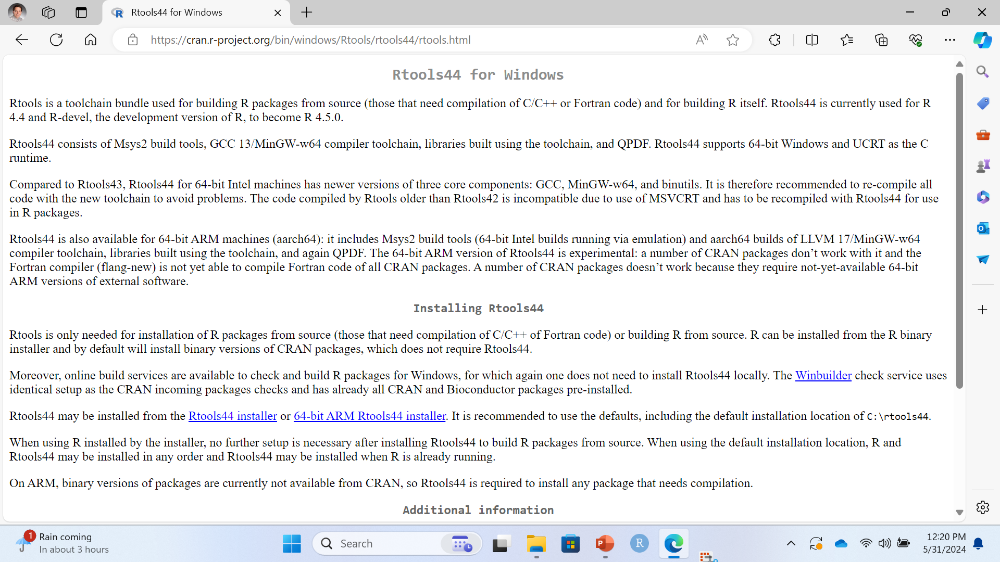 Rtools44 for Windows
https://cran.r-project.org/bin/windows/Rtools/rtools44/rtools.html
Rtools44 for Windows
Rtools is a toolchain bundle used for building R packages from source (those that need compilation of C/C++ or Fortran code) and for building R itself. Rtools44 is currently used for R
4.4 and R-devel, the development version of R, to become R 4.5.0.
Rtools44 consists of Msys2 build tools, GCC 13/MinGW-w64 compiler toolchain, libraries built using the toolchain, and QPDF. Rtools44 supports 64-bit Windows and UCRT as the C
runtime.
Compared to Rtools43, Rtools44 for 64-bit Intel machines has newer versions of three core components: GCC, MinGW-w64, and binutils. It is therefore recommended to re-compile all
code with the new toolchain to avoid problems. The code compiled by Rtools older than Rtools42 is incompatible due to use of MSVCRT and has to be recompiled with Rtools44 for use
in R packages.
Rtools44 is also available for 64-bit ARM machines (aarch64): it includes Msys2 build tools (64-bit Intel builds running via emulation) and aarch64 builds of LLVM 17/MinGW-w64
compiler toolchain, libraries built using the toolchain, and again QPDF. The 64-bit ARM version of Rtools44 is experimental: a number of CRAN packages don’t work with it and the
Fortran compiler (flang-new) is not yet able to compile Fortran code of all CRAN packages. A number of CRAN packages doesn’t work because they require not-yet-available 64-bit
ARM versions of external software.
Installing Rtools44
Rtools is only needed for installation of R packages from source (those that need compilation of C/C++ of Fortran code) or building R from source. R can be installed from the R binary
installer and by default will install binary versions of CRAN packages, which does not require Rtools44.
Moreover, online build services are available to check and build R packages for Windows, for which again one does not need to install Rtools44 locally. The Winbuilder check service uses
identical setup as the CRAN incoming packages checks and has already all CRAN and Bioconductor packages pre-installed.
Rtools44 may be installed from the Rtools44 installer or 64-bit ARM Rtools44 installer. It is recommended to use the defaults, including the default installation location of C:\rtools44.
When using R installed by the installer, no further setup is necessary after installing Rtools44 to build R packages from source. When using the default installation location, R and
Rtools44 may be installed in any order and Rtools44 may be installed when R is already running.
On ARM, binary versions of packages are currently not available from CRAN, so Rtools44 is required to install any package that needs compilation.
Additional information
1
Rain coming
In about 3 hours
Search
12:20 PM
5/31/2024